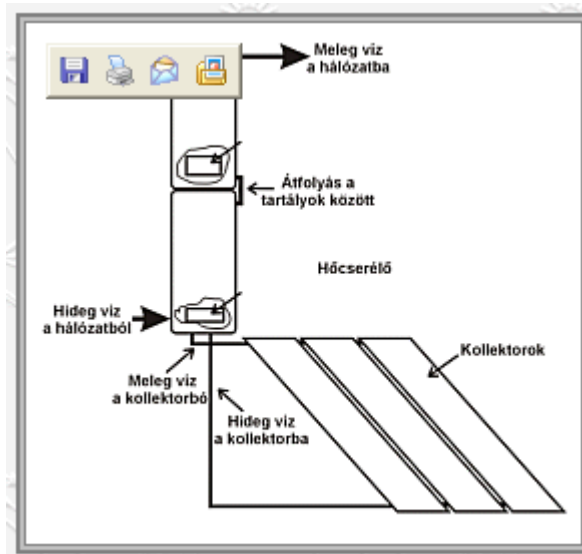 Meleg víz
a hálózatba
Átfolyás a
tartályok között
Hőcserélő
Hideg víz
a hálózatból
Kollektorok
Meleg víz
a kollektorbó
Hideg víz
a kollektorba